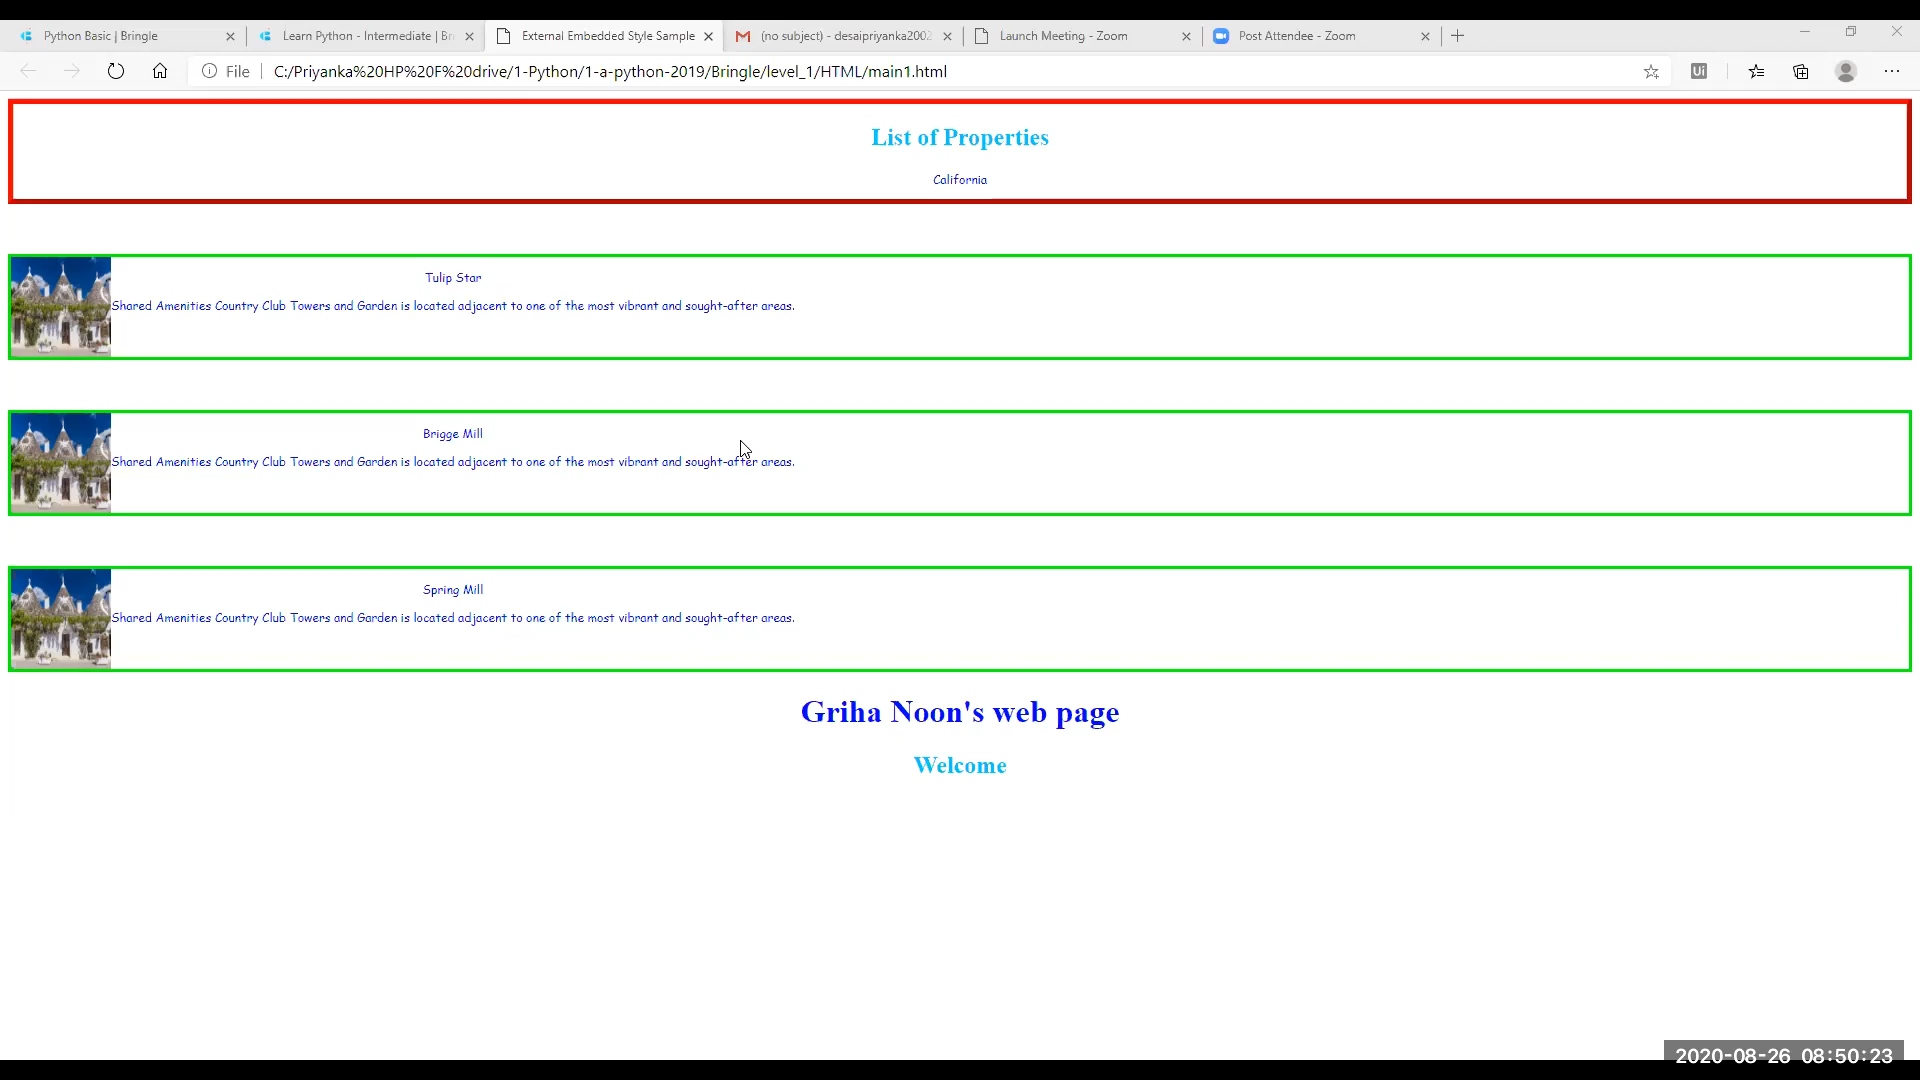 Python Basic | Bringle
Learn Python - Intermediate | Br
External Embedded Style Sample
(no subject) - desaipriyanka2002
Launch Meeting - Zoom
Post Attendee - Zoom
File
C:/Priyanka%20HP%20F%20drive/1-Python/1-a-python-2019/Bringle/level_1/HTML/main1.html
Ui
List of Properties
California
Tulip Star
Shared Amenities Country Club Towers and Garden is located adjacent to one of the most vibrant and sought-after areas.
Brigge Mill
Shared Amenities Country Club Towers and Garden is located adjacent to one of the most vibrant and sought-after areas.
Spring Mill
Shared Amenities Country Club Towers and Garden is located adjacent to one of the most vibrant and sought-after areas.
Griha Noon's web page
Welcome
2020-08-26 08:50:23